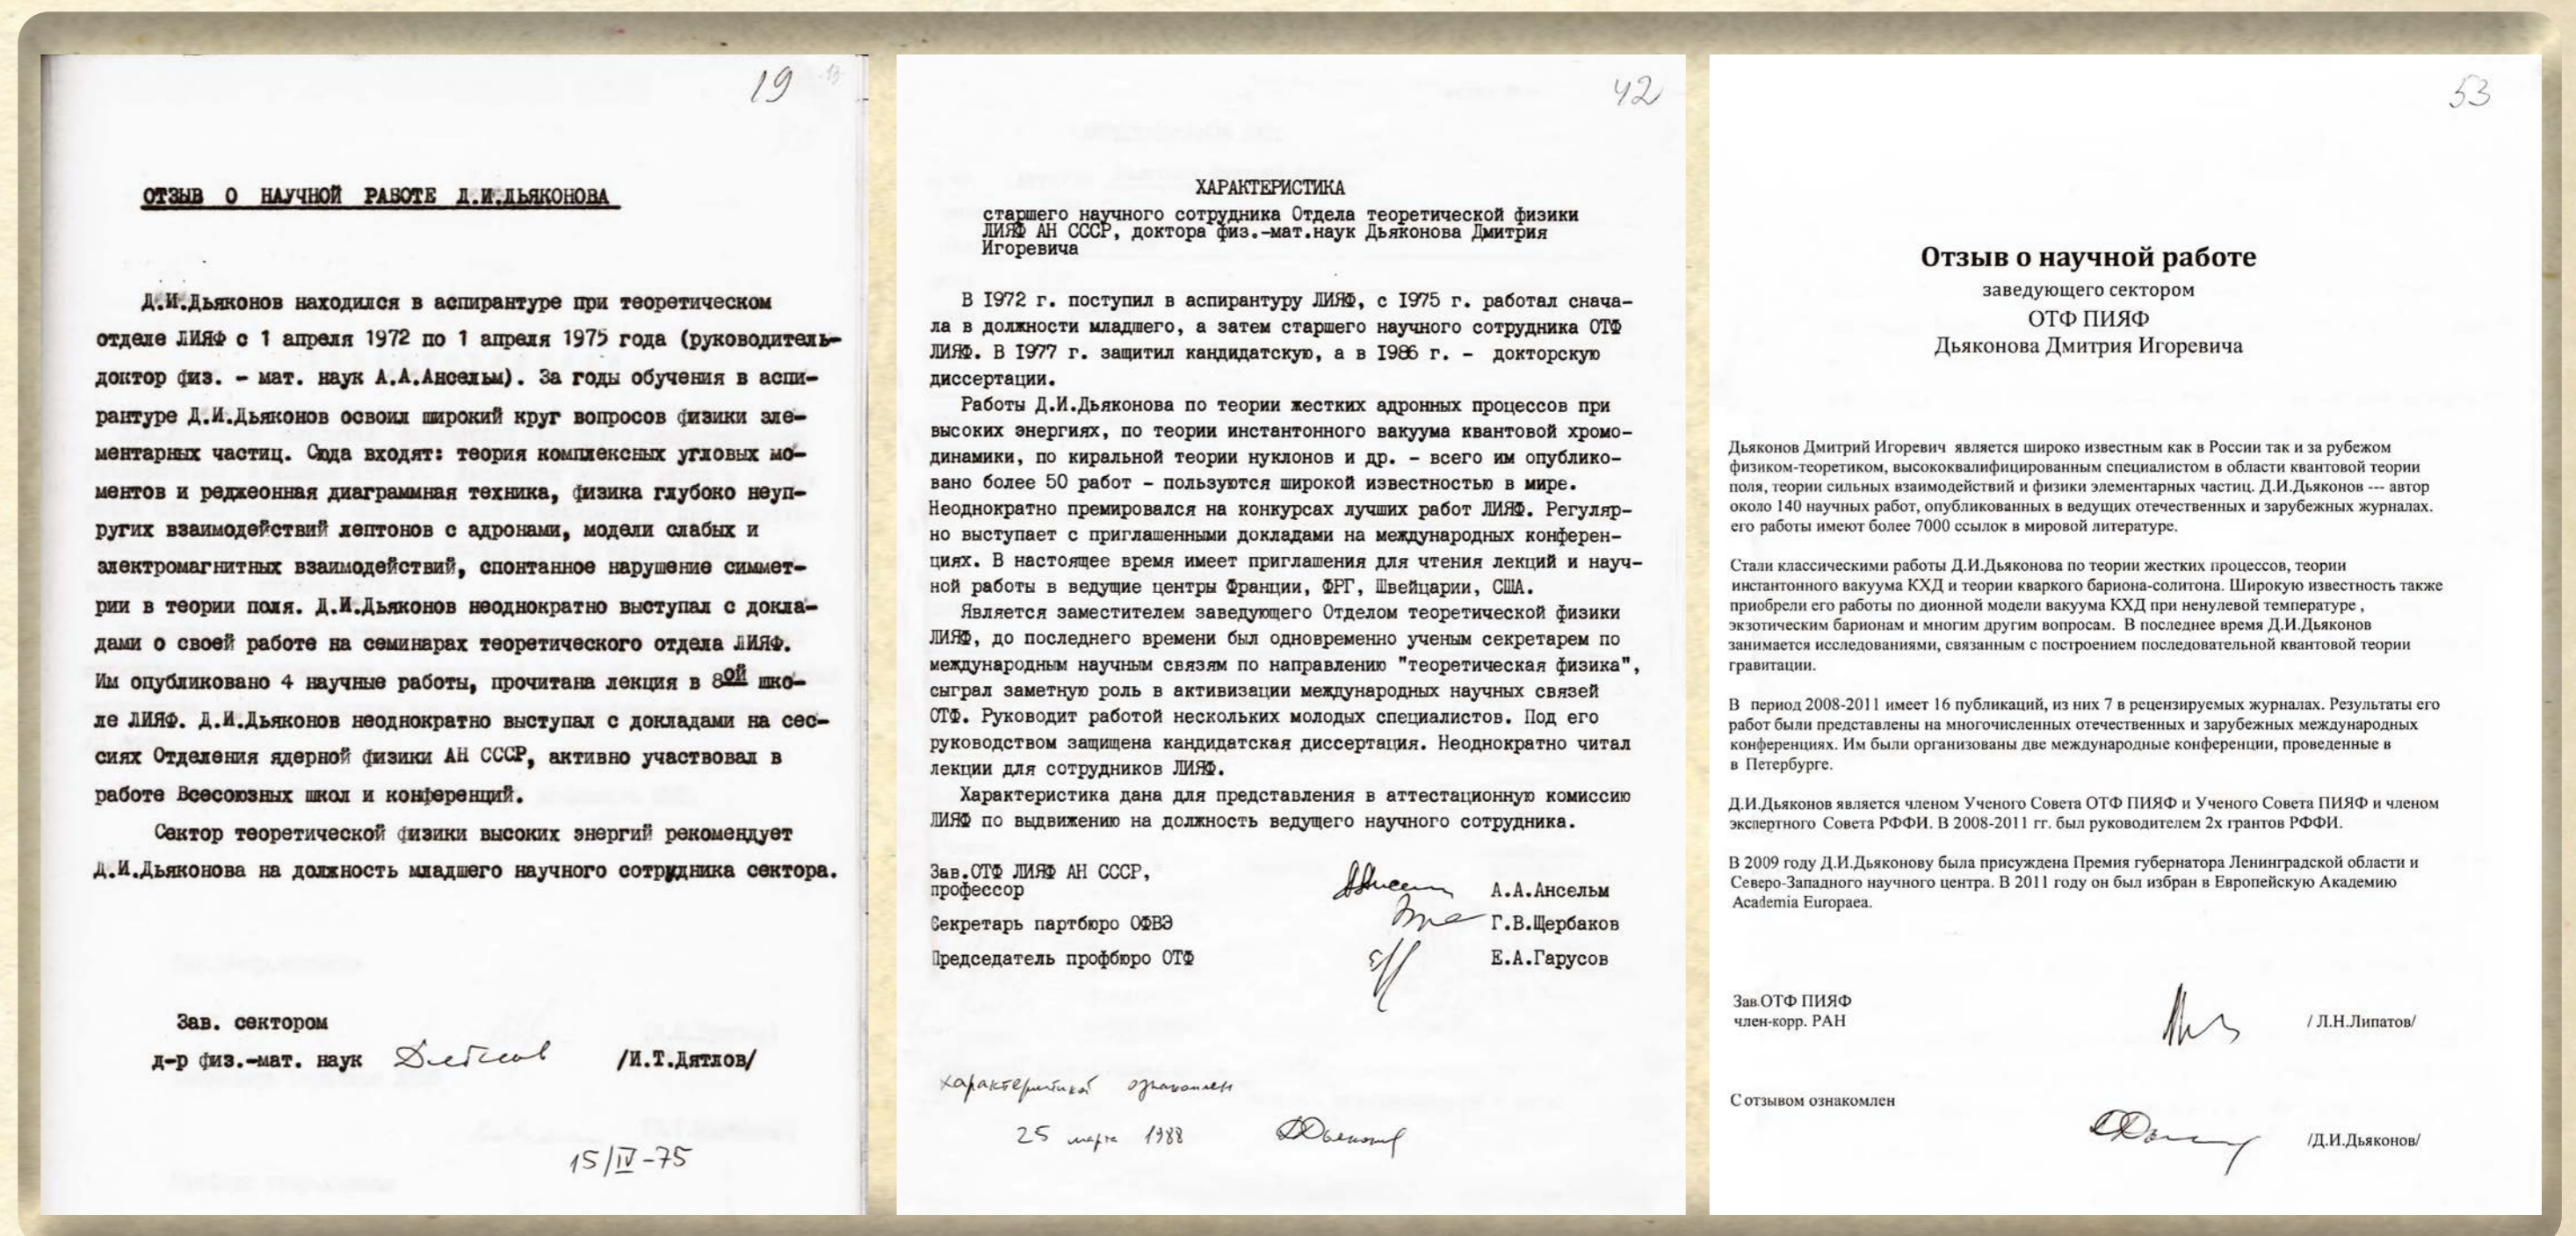 19
ОТЗЫВ О НАУЧНОЙ РАБОТЕ Д.И.ДЬЯКОНОВА
Д.И.Дьяконов находился в аспирантуре при теоретическом
отделе ЛИЯФ с 1 апреля 1972 по 1 апреля 1975 года (руководитель-
доктор физ. - мат. наук А.А.Ансельм). За годы обучения в аспи-
рантуре Д.И.Дьяконов освоил широкий круг вопросов физики эле-
ментарных частиц. Сюда входят: теория комплексных угловых мо-
ментов и реджеонная диаграммная техника, физика глубоко неуп-
ругих взаимодействий лептонов с адронами, модели слабых и
электромагнитных взаимодействий, спонтанное нарушение симмет-
рии в теории поля. Д.И.Дьяконов неоднократно выступал с докла-
дами о своей работе на семинарах теоретического отдела ЛИЯФ.
Им опубликовано 4 научные работы, прочитана лекция в 8ой шко-
ле ЛИЯФ. Д.И.Дьяконов неоднократно выступал с докладами на сес-
сиях Отделения ядерной физики АН СССР, активно участвовал в
работе Всесоюзных школ и конференций.
Сектор теоретической физики высоких энергий рекомендует
Д.И.Дьяконова на должность младшего научного сотрудника сектора.
Зав. сектором
д-р физ.-мат. наук /И.Т.Дятлов/
15/IV-75
42
ХАРАКТЕРИСТИКА
старшего научного сотрудника Отдела теоретической физики
ЛИЯФ АН СССР, доктора физ.-мат.наук Дьяконова Дмитрия
Игоревича
В 1972 г. поступил в аспирантуру ЛИЯФ, с 1975 г. работал снача-
ла в должности младшего, а затем старшего научного сотрудника ОТФ
ЛИЯФ. В 1977 г. защитил кандидатскую, а в 1986 г. - докторскую
диссертации.
Работы Д.И.Дьяконова по теории жестких адронных процессов при
высоких энергиях, по теории инстантонного вакуума квантовой хромо-
динамики, по киральной теории нуклонов и др. - всего им опублико-
вано более 50 работ - пользуются широкой известностью в мире.
Неоднократно премировался на конкурсах лучших работ ЛИЯФ. Регуляр-
но выступает с приглашенными докладами на международных конферен-
циях. В настоящее время имеет приглашения для чтения лекций и науч-
ной работы в ведущие центры Франции, ФРГ, Швейцарии, США.
Является заместителем заведующего Отделом теоретической физики
ЛИЯФ, до последнего времени был одновременно ученым секретарем по
международным научным связям по направлению "теоретическая физика",
сыграл заметную роль в активизации международных научных связей
ОТФ. Руководит работой нескольких молодых специалистов. Под его
руководством защищена кандидатская диссертация. Неоднократно читал
лекции для сотрудников ЛИЯФ.
Характеристика дана для представления в аттестационную комиссию
ЛИЯФ по выдвижению на должность ведущего научного сотрудника.
Зав.ОТФ ЛИЯФ АН СССР,
профессор А.А.Ансельм
Секретарь партбюро ОФВЭ Г.В.Щербаков
Председатель профбюро ОТФ Е.А.Гарусов
характеристикой ознакомлен
25 марта 1988
53
Отзыв о научной работе
заведующего сектором
ОТФ ПИЯФ
Дьяконова Дмитрия Игоревича
Дьяконов Дмитрий Игоревич является широко известным как в России так и за рубежом
физиком-теоретиком, высококвалифицированным специалистом в области квантовой теории
поля, теории сильных взаимодействий и физики элементарных частиц. Д.И.Дьяконов --- автор
около 140 научных работ, опубликованных в ведущих отечественных и зарубежных журналах.
его работы имеют более 7000 ссылок в мировой литературе.
Стали классическими работы Д.И.Дьяконова по теории жестких процессов, теории
инстантонного вакуума КХД и теории кваркого бариона-солитона. Широкую известность также
приобрели его работы по дионной модели вакуума КХД при ненулевой температуре ,
экзотическим барионам и многим другим вопросам. В последнее время Д.И.Дьяконов
занимается исследованиями, связанным с построением последовательной квантовой теории
гравитации.
В период 2008-2011 имеет 16 публикаций, из них 7 в рецензируемых журналах. Результаты его
работ были представлены на многочисленных отечественных и зарубежных международных
конференциях. Им были организованы две международные конференции, проведенные в
в Петербурге.
Д.И.Дьяконов является членом Ученого Совета ОТФ ПИЯФ и Ученого Совета ПИЯФ и членом
экспертного Совета РФФИ. В 2008-2011 гг. был руководителем 2х грантов РФФИ.
В 2009 году Д.И.Дьяконову была присуждена Премия губернатора Ленинградской области и
Северо-Западного научного центра. В 2011 году он был избран в Европейскую Академию
Academia Europaea.
Зав.ОТФ ПИЯФ
член-корр. РАН / Л.Н.Липатов/
С отзывом ознакомлен
/Д.И.Дьяконов/